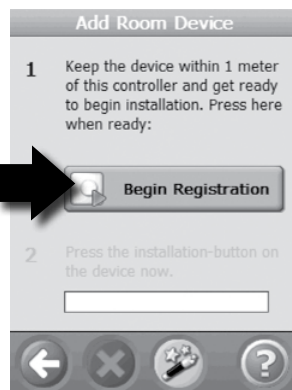 Add Room Device
1 Keep the device within 1 meter
of this controller and get ready
to begin installation. Press here
when ready:
Begin Registration
2 Press the installation-button on
the device now.
?